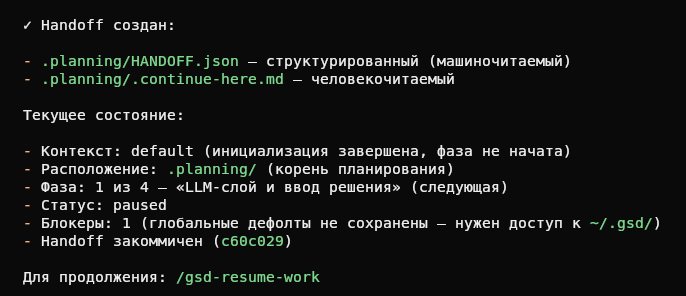 ✓ Handoff создан:
- .planning/HANDOFF.json — структурированный (машиночитаемый)
- .planning/.continue-here.md — человекочитаемый
Текущее состояние:
- Контекст: default (инициализация завершена, фаза не начата)
- Расположение: .planning/ (корень планирования)
- Фаза: 1 из 4 — «LLM-слой и ввод решения» (следующая)
- Статус: paused
- Блокеры: 1 (глобальные дефолты не сохранены — нужен доступ к ~/.gsd/)
- Handoff закоммичен (c60c029)
Для продолжения: /gsd-resume-work